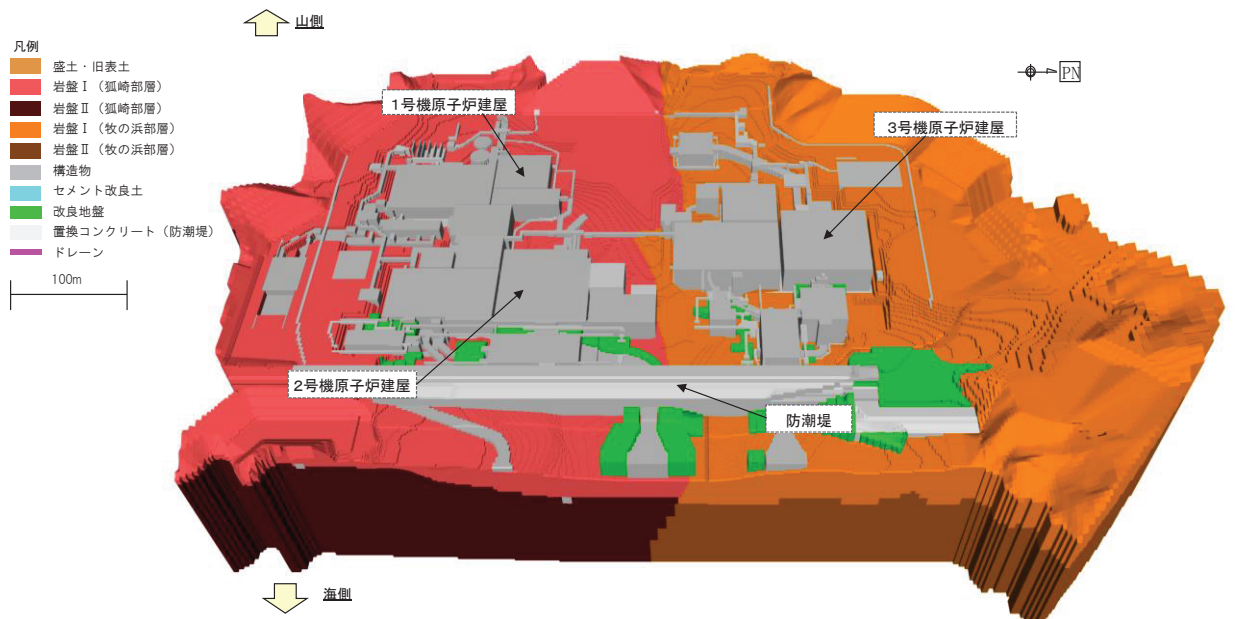 山側
凡例
盛土・旧表土
岩盤Ⅰ（狐崎部層）
岩盤Ⅱ（狐崎部層）
岩盤Ⅰ（牧の浜部層）
岩盤Ⅱ（牧の浜部層）
構造物
セメント改良土
改良地盤
置換コンクリート（防潮堤）
ドレーン
100m
PN
1号機原子炉建屋
3号機原子炉建屋
2号機原子炉建屋
防潮堤
海側